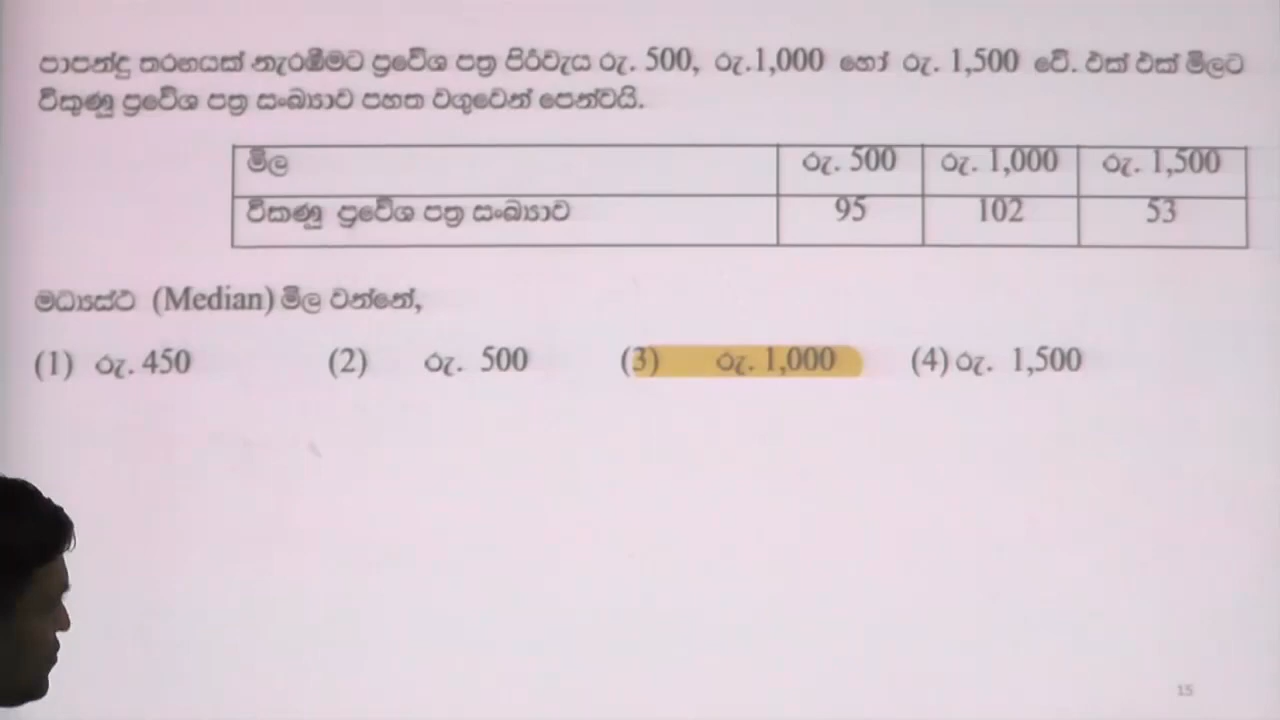 පාපන්දු තරඟයක් නැරඹීමට ප්‍රවේශ පත්‍ර පිරිවැය රු. 500, රු.1,000 හෝ රු. 1,500 වේ. එක් එක් මිලට
විකුණූ ප්‍රවේශ පත්‍ර සංඛ්‍යාව පහත වගුවෙන් පෙන්වයි.
මිල රු. 500 රු. 1,000 රු. 1,500
විකණූ ප්‍රවේශ පත්‍ර සංඛ්‍යාව 95 102 53
මධ්‍යස්ථ (Median) මිල වන්නේ,
(1) රු. 450 (2) රු. 500 (3) රු. 1,000 (4) රු. 1,500
15